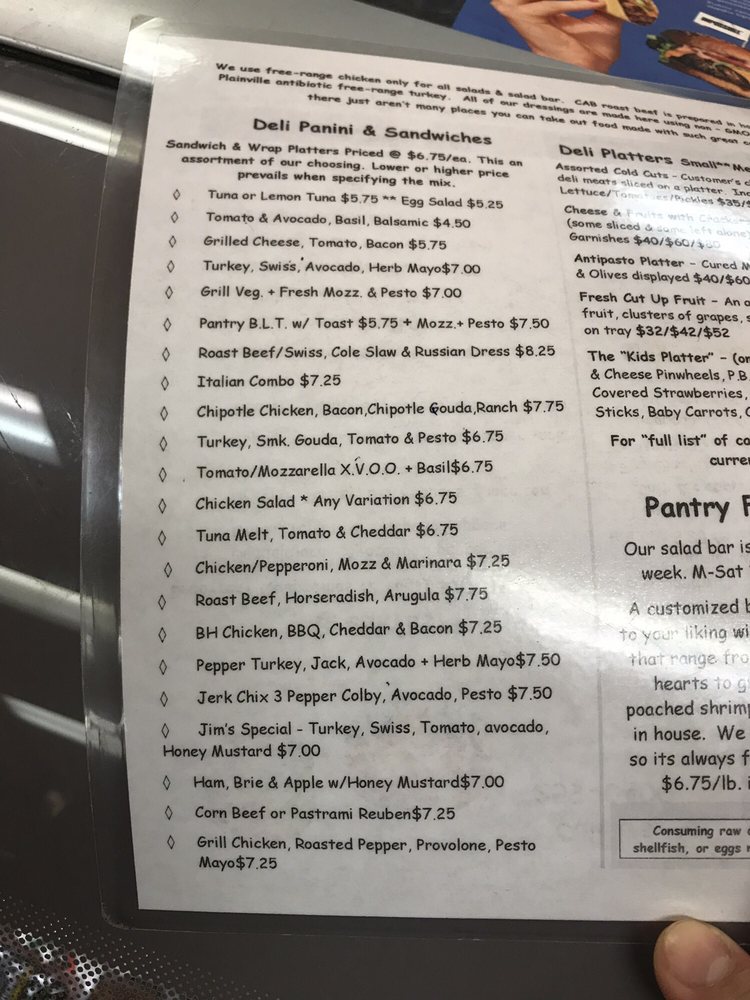 We use free-range chicken only for all salads & salad bar. CAB roast beef is prepared in
Plainville antibiotic free-range turkey. All of our dressings are made here using non - GMO
there just aren't many places you can take out food made with such great
Deli Panini & Sandwiches
Sandwich & Wrap Platters Priced @ $6.75/ea. This an
assortment of our choosing. Lower or higher price
prevails when specifying the mix.
◊ Tuna or Lemon Tuna $5.75 ** Egg Salad $5.25
◊ Tomato & Avocado, Basil, Balsamic $4.50
◊ Grilled Cheese, Tomato, Bacon $5.75
◊ Turkey, Swiss, Avocado, Herb Mayo$7.00
◊ Grill Veg. + Fresh Mozz. & Pesto $7.00
◊ Pantry B.L.T. w/ Toast $5.75 + Mozz.+ Pesto $7.50
◊ Roast Beef/Swiss, Cole Slaw & Russian Dress $8.25
◊ Italian Combo $7.25
◊ Chipotle Chicken, Bacon,Chipotle Gouda,Ranch $7.75
◊ Turkey, Smk. Gouda, Tomato & Pesto $6.75
◊ Tomato/Mozzarella X.V.O.O. + Basil$6.75
◊ Chicken Salad * Any Variation $6.75
◊ Tuna Melt, Tomato & Cheddar $6.75
◊ Chicken/Pepperoni, Mozz & Marinara $7.25
◊ Roast Beef, Horseradish, Arugula $7.75
◊ BH Chicken, BBQ, Cheddar & Bacon $7.25
◊ Pepper Turkey, Jack, Avocado + Herb Mayo$7.50
◊ Jerk Chix 3 Pepper Colby, Avocado, Pesto $7.50
◊ Jim's Special - Turkey, Swiss, Tomato, avocado,
Honey Mustard $7.00
◊ Ham, Brie & Apple w/Honey Mustard$7.00
◊ Corn Beef or Pastrami Reuben$7.25
◊ Grill Chicken, Roasted Pepper, Provolone, Pesto
Mayo$7.25
Deli Platters Small**
Assorted Cold Cuts - Customer's
deli meats sliced on a platter.
Lettuce/Tomatoes/Pickles $35/
Cheese & Fruits with
(some sliced & some left alone)
Garnishes $40/$60/$80
Antipasto Platter - Cured
& Olives displayed $40/$60
Fresh Cut Up Fruit - An
fruit, clusters of grapes,
on tray $32/$42/$52
The "Kids Platter" -
& Cheese Pinwheels, P.B
Covered Strawberries,
Sticks, Baby Carrots,
For "full list" of
Pantry
Our salad bar is
week. M-Sat
A customized
to your liking
that range
hearts to
poached
in house. We
so its always
$6.75/lb.
Consuming raw
shellfish, or eggs